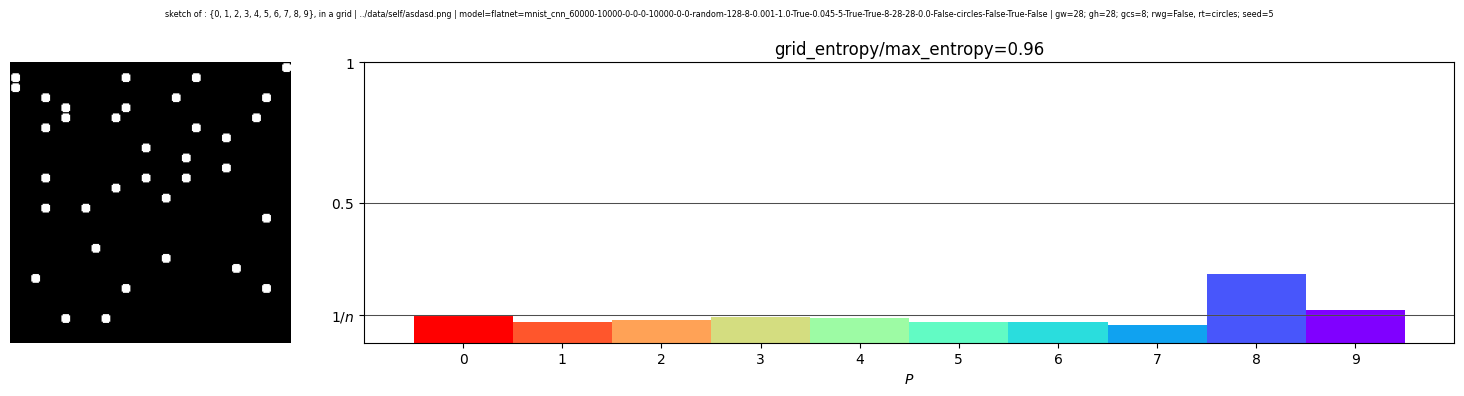 sketch of : {0, 1, 2, 3, 4, 5, 6, 7, 8, 9}, in a grid | ../data/self/asdasd.png | model=flatnet=mnist_cnn_60000-10000-0-0-0-10000-0-0-random-128-8-0.001-1.0-True-0.045-5-True-True-8-28-28-0.0-False-circles-False-True-False | gw=28; gh=28; gcs=8; rwg=False, rt=circles; seed=5
grid_entropy/max_entropy=0.96
1
0.5
1/n
0 1 2 3 4 5 6 7 8 9
P